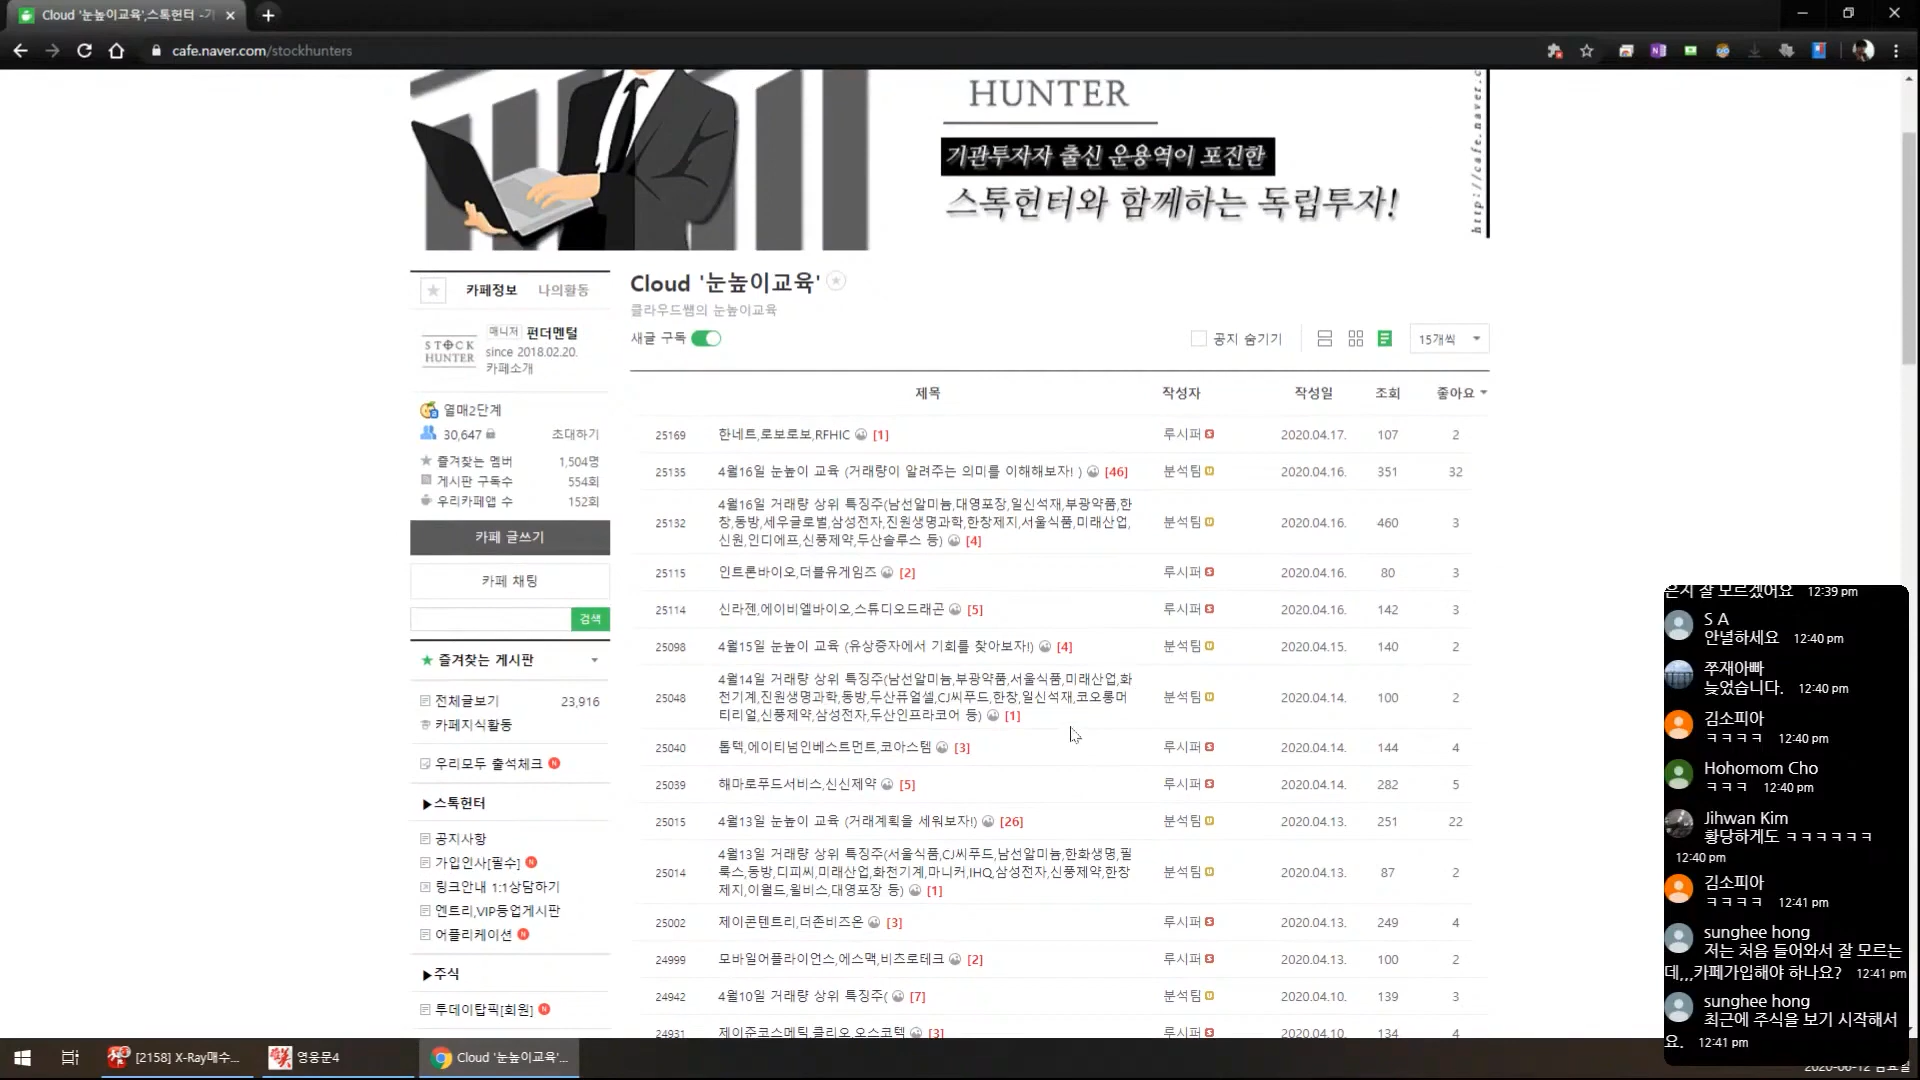 Cloud '눈높이교육',스톡헌터 -기
cafe.naver.com/stockhunters
HUNTER
기관투자자 출신 운용역이 포진한
스톡헌터와 함께하는 독립투자!
http://cafe.naver.c
카페정보 나의활동
STOCK HUNTER
매니저 펀더멘털
since 2018.02.20.
카페소개
열매2단계
30,647 초대하기
즐겨찾는 멤버 1,504명
게시판 구독수 554회
우리카페앱 수 152회
카페 글쓰기
카페 채팅
검색
즐겨찾는 게시판
전체글보기 23,916
카페지식활동
우리모두 출석체크 N
▶스톡헌터
공지사항
가입인사[필수] N
링크안내 1:1상담하기
엔트리,VIP등업게시판
어플리케이션 N
▶주식
투데이탑픽[회원] N
Cloud '눈높이교육'
클라우드쌤의 눈높이교육
새글 구독
공지 숨기기 15개씩
제목 작성자 작성일 조회 좋아요
25169 한네트,로보로보,RFHIC [1] 루시퍼 2020.04.17. 107 2
25135 4월16일 눈높이 교육 (거래량이 알려주는 의미를 이해해보자! ) [46] 분석팀 2020.04.16. 351 32
25132 4월16일 거래량 상위 특징주(남선알미늄,대영포장,일신석재,부광약품,한
창,동방,세우글로벌,삼성전자,진원생명과학,한창제지,서울식품,미래산업,
신원,인디에프,신풍제약,두산솔루스 등) [4] 분석팀 2020.04.16. 460 3
25115 인트론바이오,더블유게임즈 [2] 루시퍼 2020.04.16. 80 3
25114 신라젠,에이비엘바이오,스튜디오드래곤 [5] 루시퍼 2020.04.16. 142 3
25098 4월15일 눈높이 교육 (유상증자에서 기회를 찾아보자!) [4] 분석팀 2020.04.15. 140 2
25048 4월14일 거래량 상위 특징주(남선알미늄,부광약품,서울식품,미래산업,화
천기계,진원생명과학,동방,두산퓨얼셀,CJ씨푸드,한창,일신석재,코오롱머
티리얼,신풍제약,삼성전자,두산인프라코어 등) [1] 분석팀 2020.04.14. 100 2
25040 톱텍,에이티넘인베스트먼트,코아스템 [3] 루시퍼 2020.04.14. 144 4
25039 해마로푸드서비스,신신제약 [5] 루시퍼 2020.04.14. 282 5
25015 4월13일 눈높이 교육 (거래계획을 세워보자!) [26] 분석팀 2020.04.13. 251 22
25014 4월13일 거래량 상위 특징주(서울식품,CJ씨푸드,남선알미늄,한화생명,필
룩스,동방,디피씨,미래산업,화천기계,마니커,IHQ,삼성전자,신풍제약,한창
제지,이월드,윌비스,대영포장 등) [1] 분석팀 2020.04.13. 87 2
25002 제이콘텐트리,더존비즈온 [3] 루시퍼 2020.04.13. 249 4
24999 모바일어플라이언스,에스맥,비츠로테크 [2] 루시퍼 2020.04.13. 100 2
24942 4월10일 거래량 상위 특징주( [7] 분석팀 2020.04.10. 139 3
24931 제이준코스메틱,클리오,오스코텍 [3] 루시퍼 2020.04.10. 134 4
은지 잘 모르겠어요 12:39 pm
S A
안녕하세요 12:40 pm
쭈재아빠
늦었습니다. 12:40 pm
김소피아
ㅋㅋㅋㅋ 12:40 pm
Hohomom Cho
ㅋㅋㅋ 12:40 pm
Jihwan Kim
황당하게도 ㅋㅋㅋㅋㅋㅋ
12:40 pm
김소피아
ㅋㅋㅋㅋ 12:41 pm
sunghee hong
저는 처음 들어와서 잘 모르는
데,,,카페가입해야 하나요? 12:41 pm
sunghee hong
최근에 주식을 보기 시작해서
요. 12:41 pm
[2158] X-Ray매수...
영웅문4
Cloud '눈높이교육'...
2020-06-12 금요일